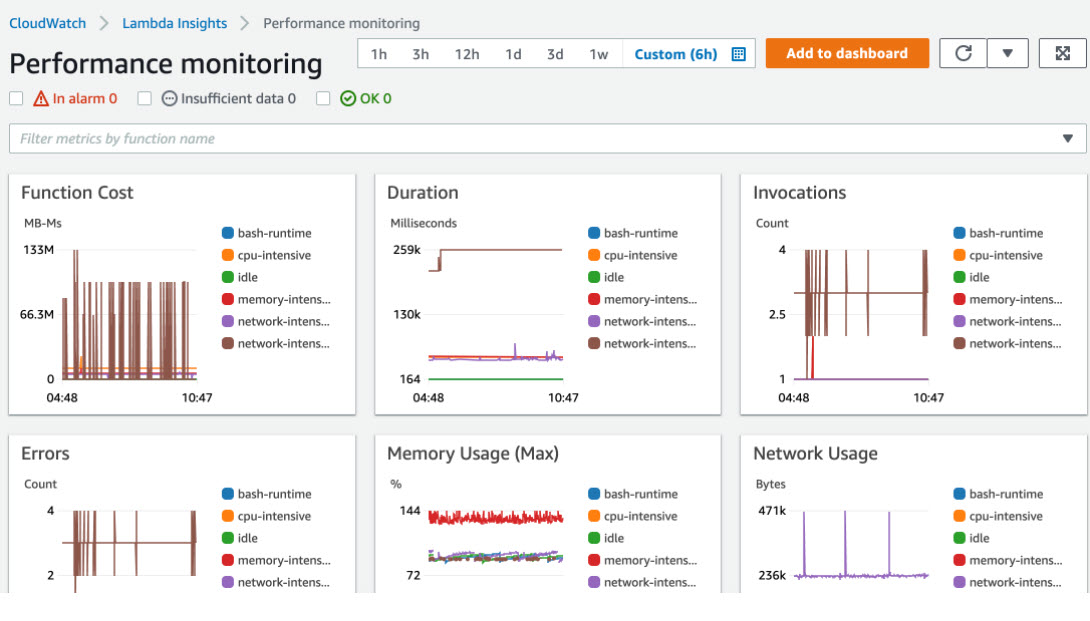 CloudWatch > Lambda Insights > Performance monitoring
Performance monitoring
1h 3h 12h 1d 3d 1w Custom (6h) Add to dashboard
In alarm 0 Insufficient data 0 OK 0
Filter metrics by function name
Function Cost
MB-Ms
133M
66.3M
0
04:48 10:47
bash-runtime
cpu-intensive
idle
memory-intens...
network-intens...
network-intens...
Duration
Milliseconds
259k
130k
164
04:48 10:47
bash-runtime
cpu-intensive
idle
memory-intens...
network-intens...
network-intens...
Invocations
Count
4
2.5
1
04:48 10:47
bash-runtime
cpu-intensive
idle
memory-intens...
network-intens...
network-intens...
Errors
Count
4
2
bash-runtime
cpu-intensive
idle
memory-intens...
network-intens...
Memory Usage (Max)
%
144
72
bash-runtime
cpu-intensive
idle
memory-intens...
network-intens...
Network Usage
Bytes
471k
236k
bash-runtime
cpu-intensive
idle
memory-intens...
network-intens...